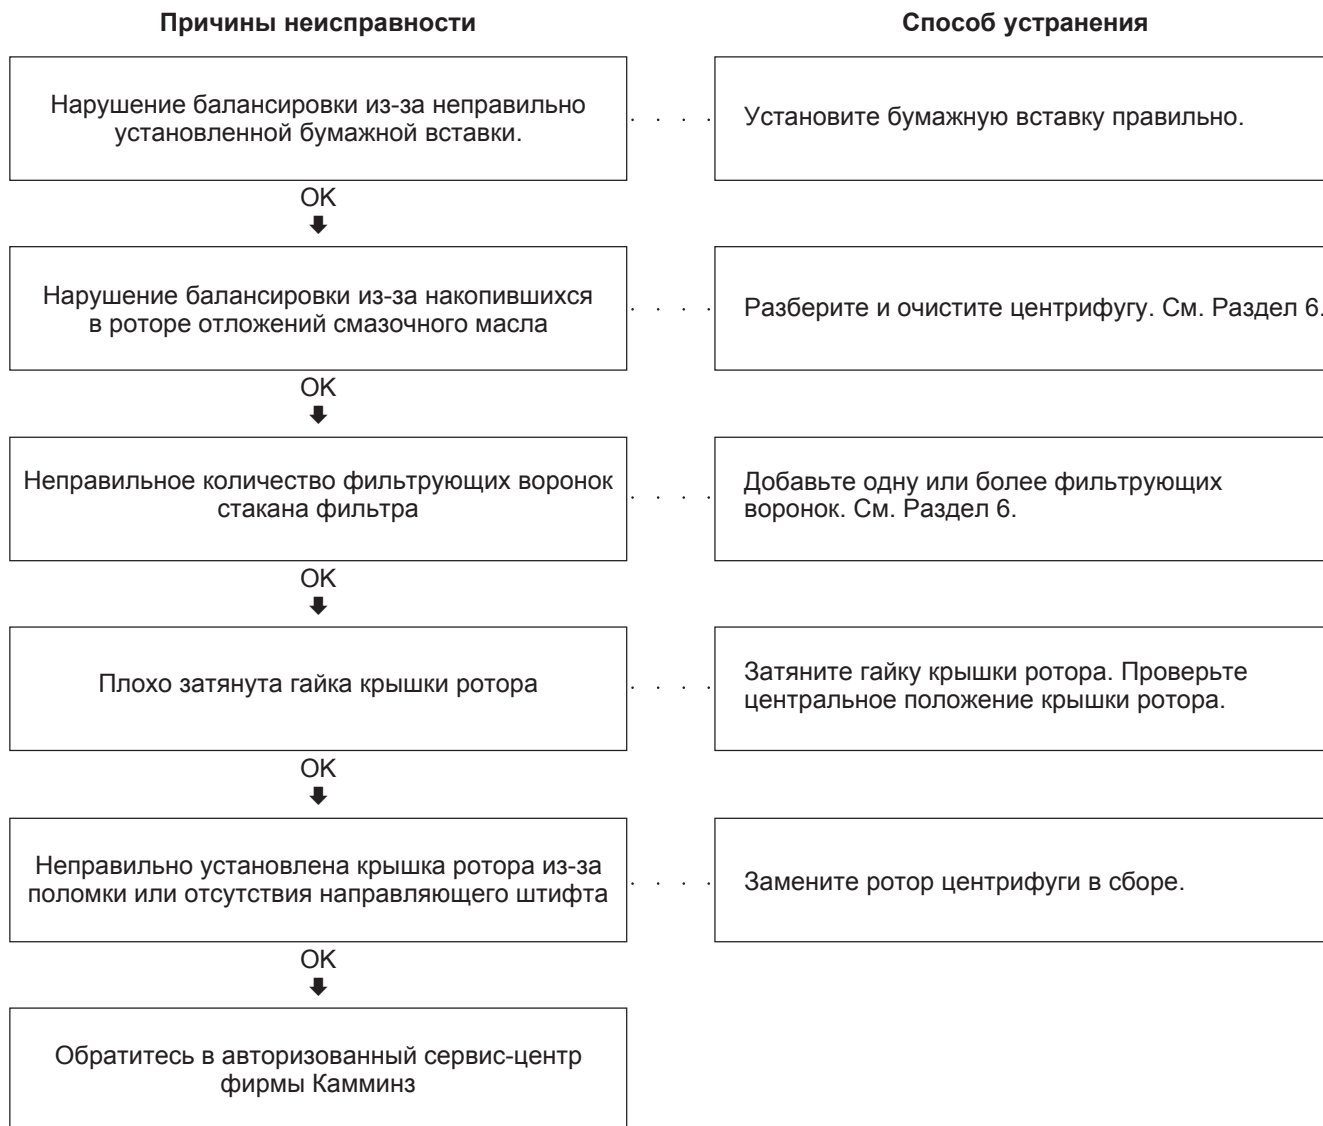 Причины неисправности
Способ устранения
Нарушение балансировки из-за неправильно
установленной бумажной вставки.
. . . .
Установите бумажную вставку правильно.
OK
Нарушение балансировки из-за накопившихся
в роторе отложений смазочного масла
. . . .
Разберите и очистите центрифугу. См. Раздел 6.
OK
Неправильное количество фильтрующих воронок
стакана фильтра
. . . .
Добавьте одну или более фильтрующих
воронок. См. Раздел 6.
OK
Плохо затянута гайка крышки ротора
. . . .
Затяните гайку крышки ротора. Проверьте
центральное положение крышки ротора.
OK
Неправильно установлена крышка ротора из-за
поломки или отсутствия направляющего штифта
. . . .
Замените ротор центрифуги в сборе.
OK
Обратитесь в авторизованный сервис-центр
фирмы Камминз